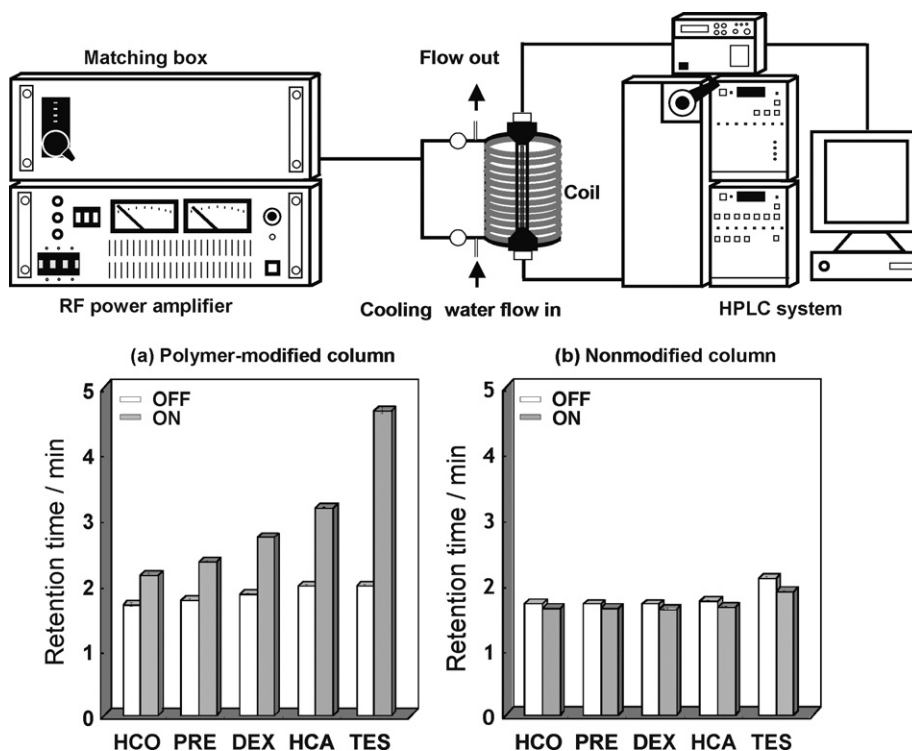 Matching box
Flow out
Coil
RF power amplifier
Cooling water flow in
HPLC system
(a) Polymer-modified column
(b) Nonmodified column
Retention time / min
5
4
3
2
1
0
OFF
ON
HCO PRE DEX HCA TES
Retention time / min
5
4
3
2
1
0
OFF
ON
HCO PRE DEX HCA TES